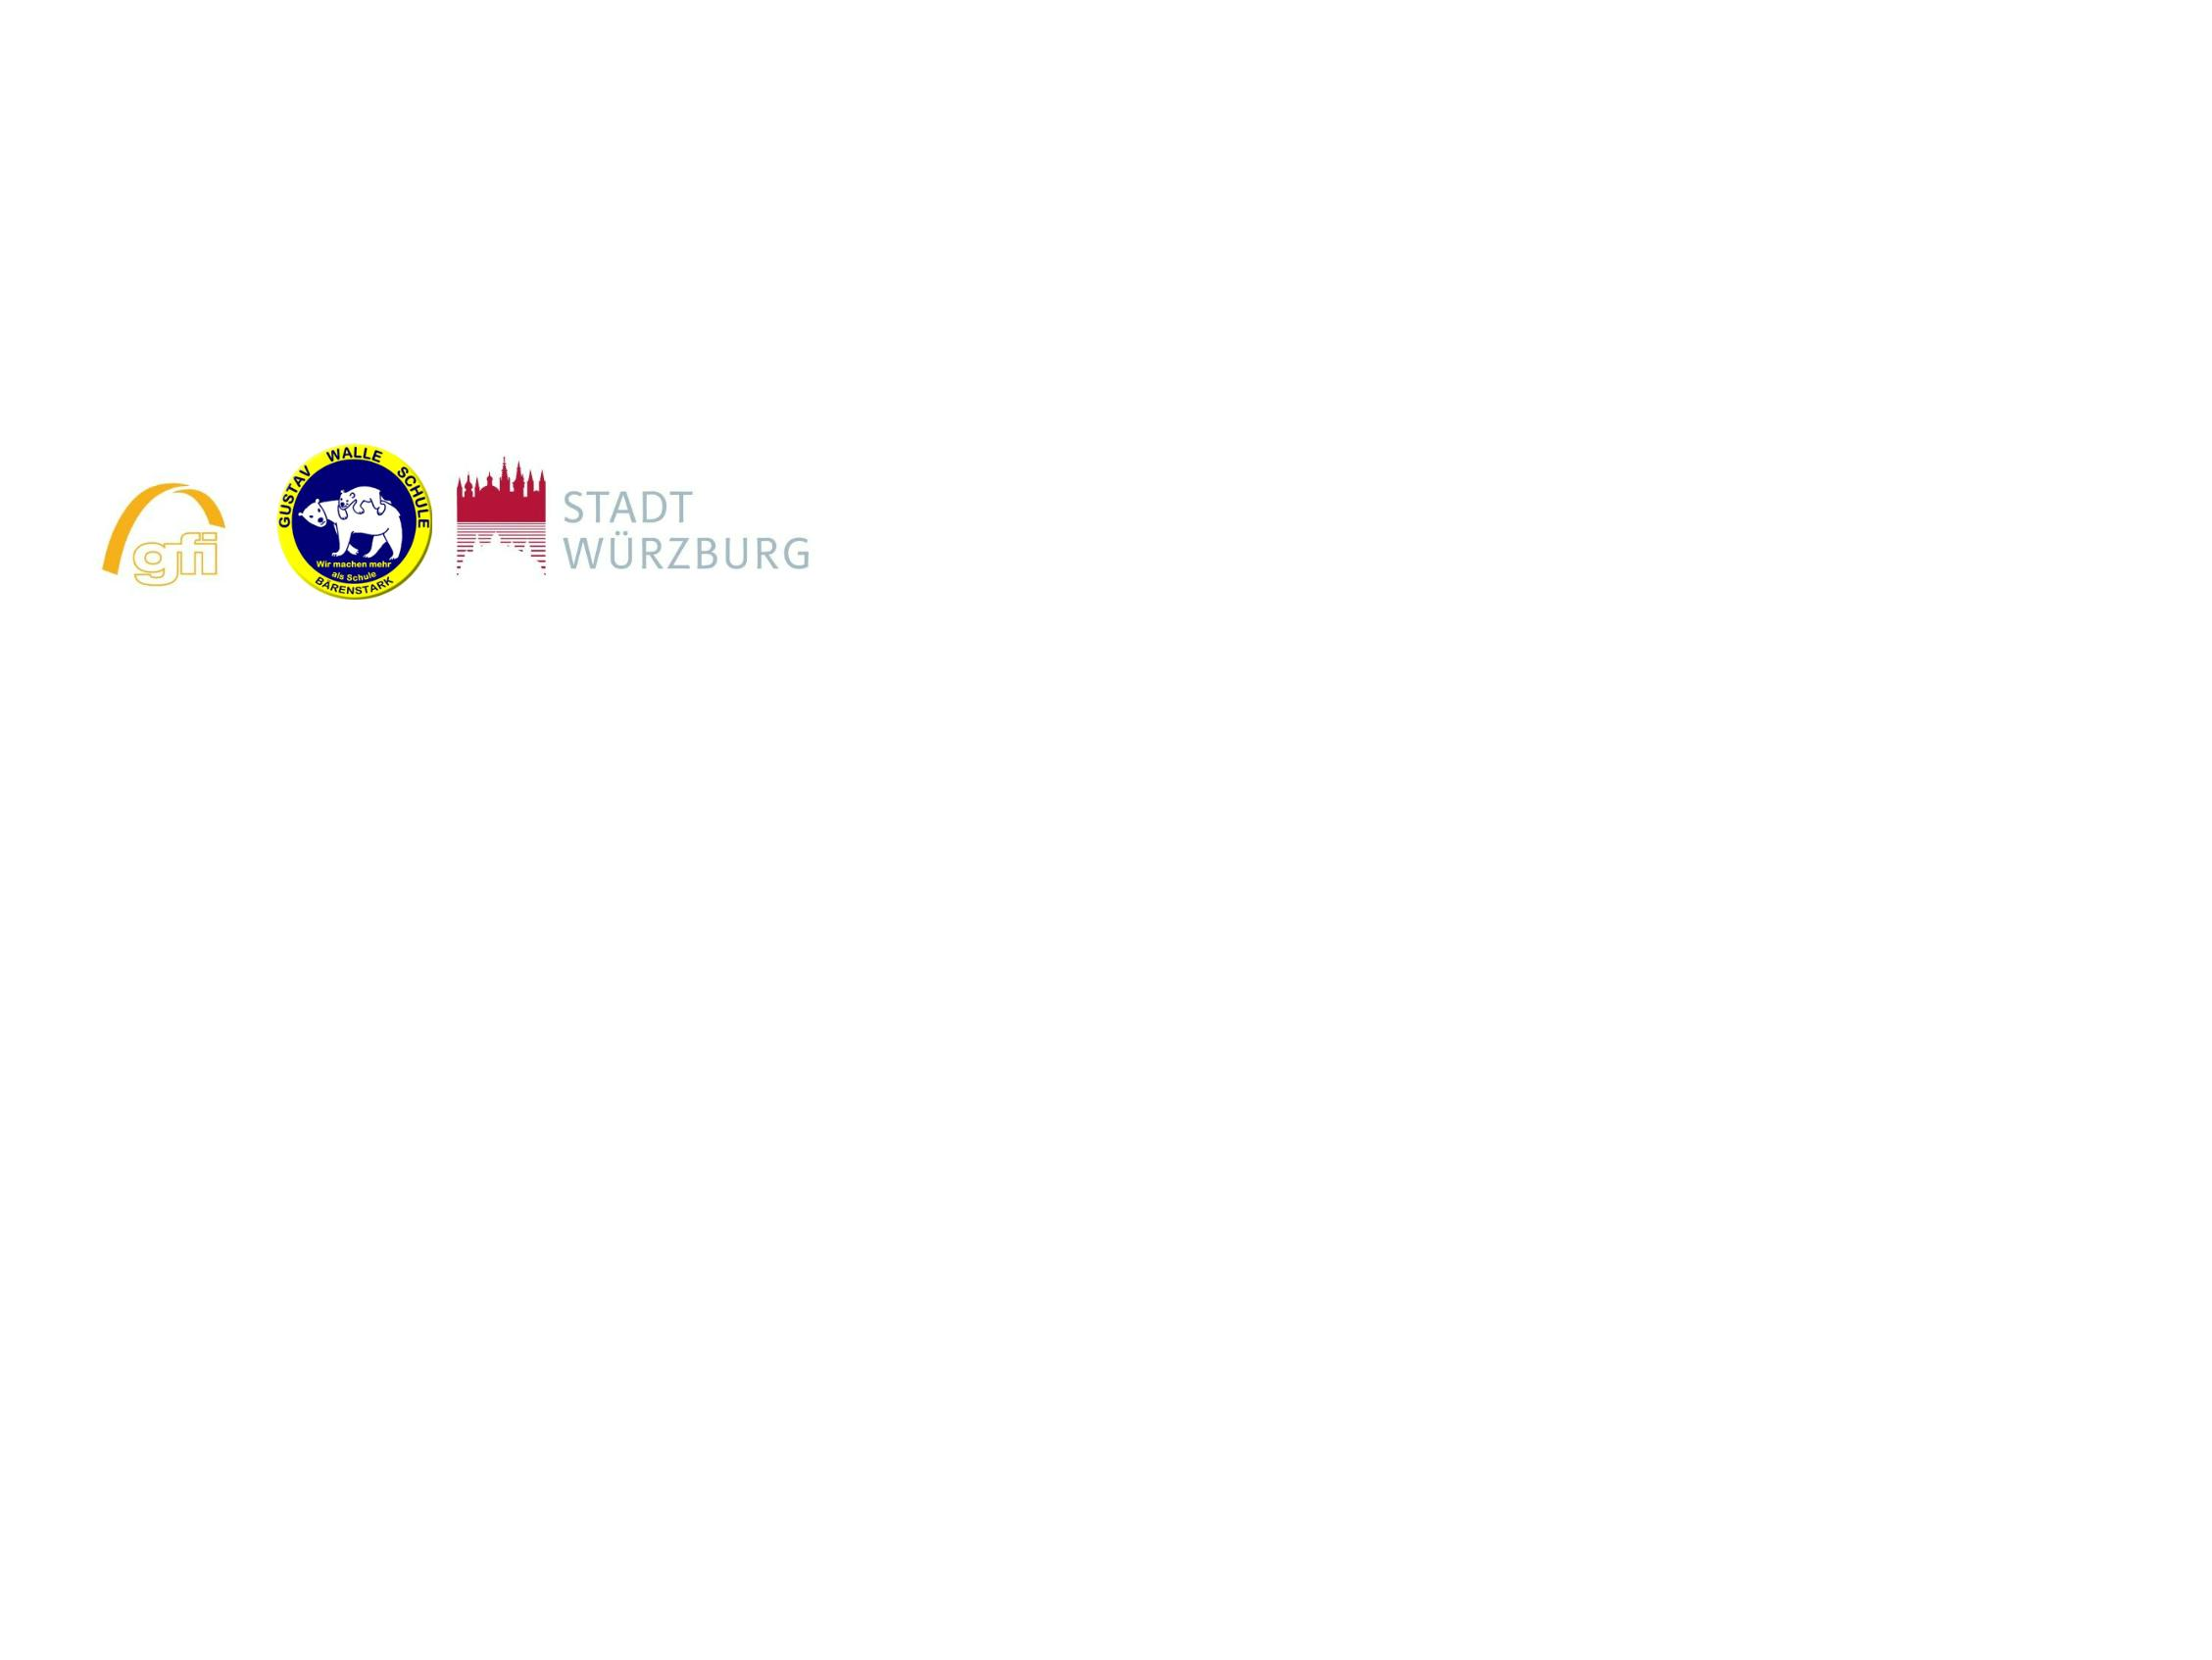 gfi
GUSTAV WALLE SCHULE
Wir machen mehr
als Schule
BÄRENSTARK
STADT
WÜRZBURG